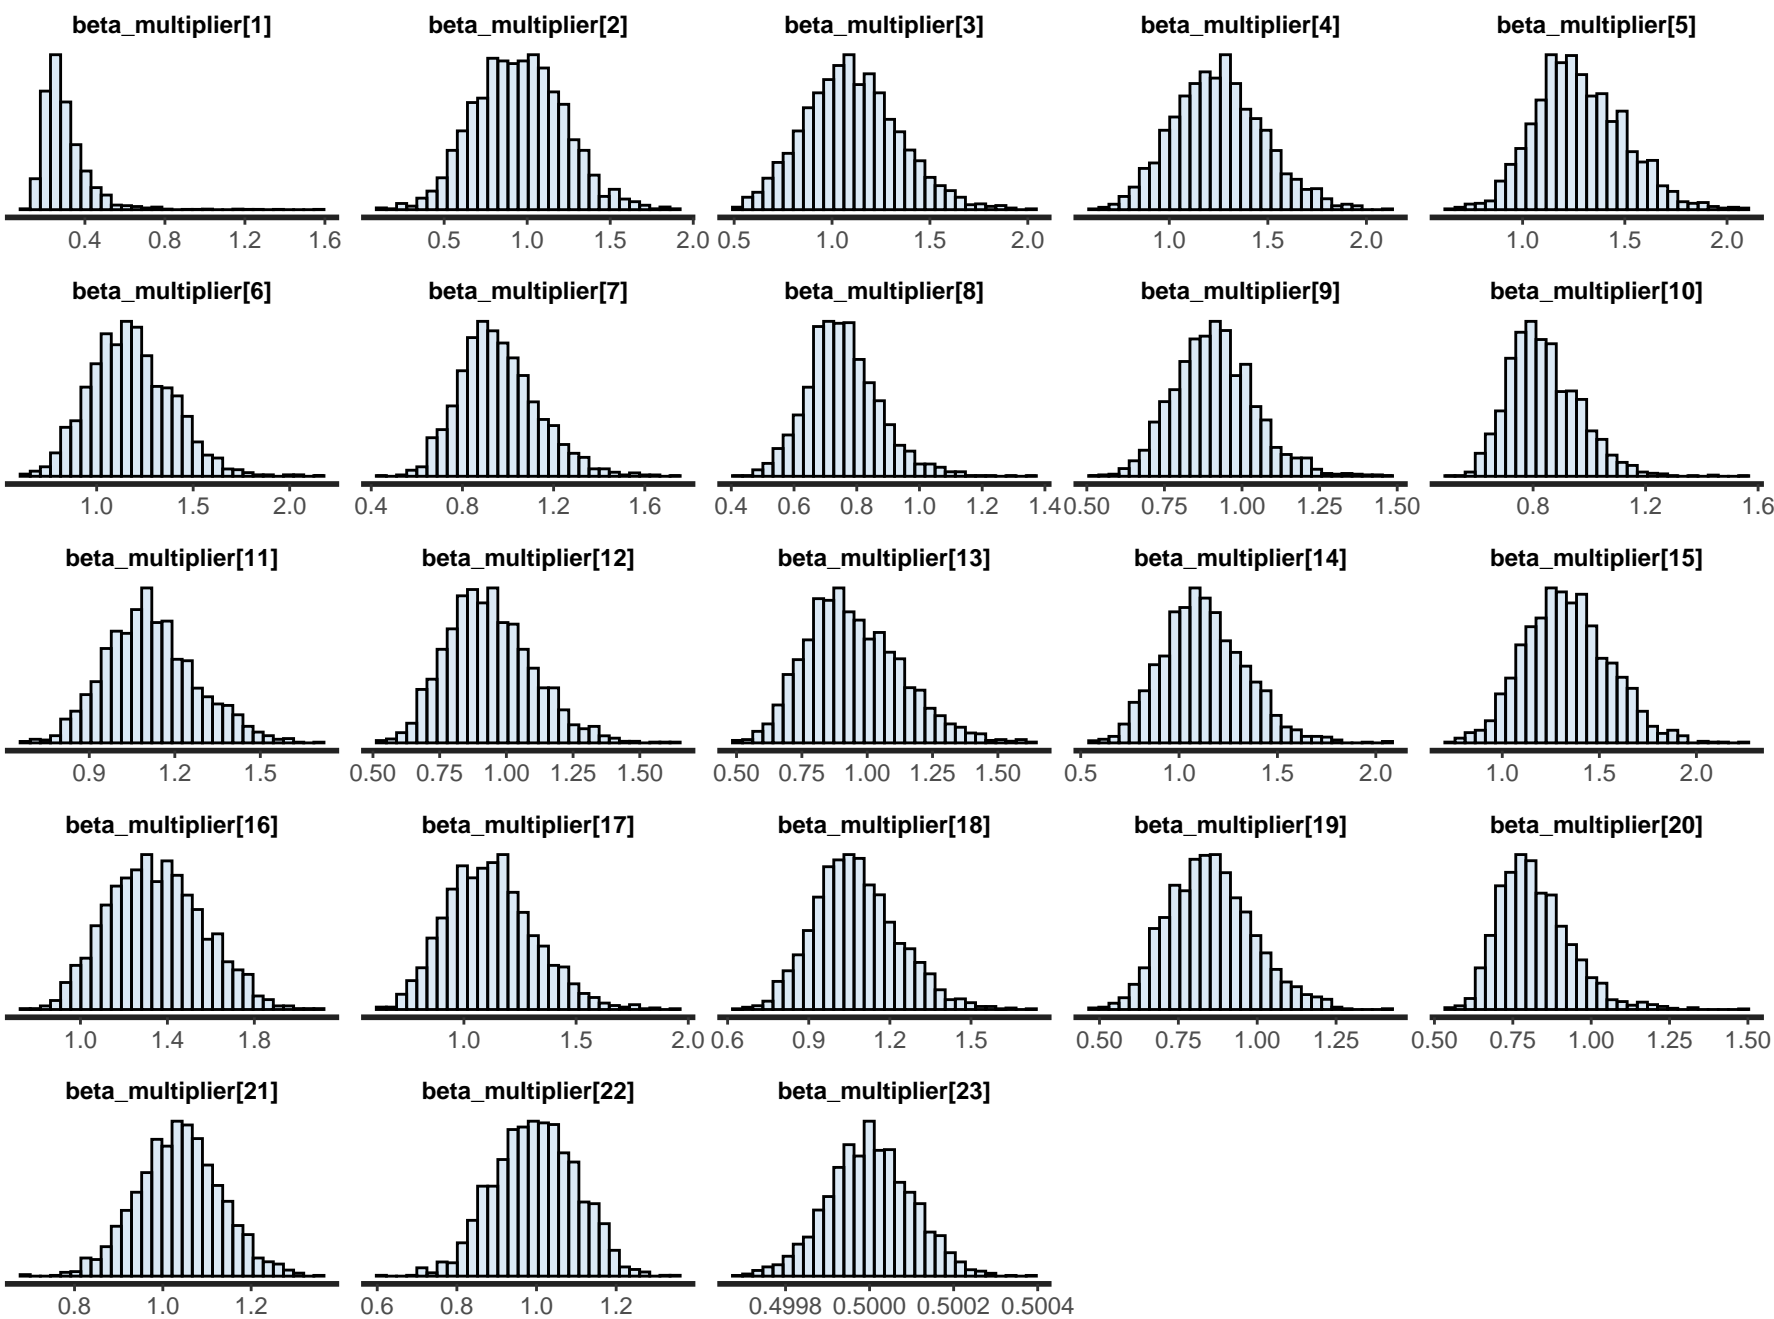 beta_multiplier[1] beta_multiplier[2] beta_multiplier[3] beta_multiplier[4] beta_multiplier[5]
0.4 0.8 1.2 1.6 0.5 1.0 1.5 2.0 0.5 1.0 1.5 2.0 1.0 1.5 2.0 1.0 1.5 2.0
beta_multiplier[6] beta_multiplier[7] beta_multiplier[8] beta_multiplier[9] beta_multiplier[10]
1.0 1.5 2.0 0.4 0.8 1.2 1.6 0.4 0.6 0.8 1.0 1.2 1.4 0.50 0.75 1.00 1.25 1.50 0.8 1.2 1.6
beta_multiplier[11] beta_multiplier[12] beta_multiplier[13] beta_multiplier[14] beta_multiplier[15]
0.9 1.2 1.5 0.50 0.75 1.00 1.25 1.50 0.50 0.75 1.00 1.25 1.50 0.5 1.0 1.5 2.0 1.0 1.5 2.0
beta_multiplier[16] beta_multiplier[17] beta_multiplier[18] beta_multiplier[19] beta_multiplier[20]
1.0 1.4 1.8 1.0 1.5 2.0 0.6 0.9 1.2 1.5 0.50 0.75 1.00 1.25 0.50 0.75 1.00 1.25 1.50
beta_multiplier[21] beta_multiplier[22] beta_multiplier[23]
0.8 1.0 1.2 0.6 0.8 1.0 1.2 0.4998 0.5000 0.5002 0.5004